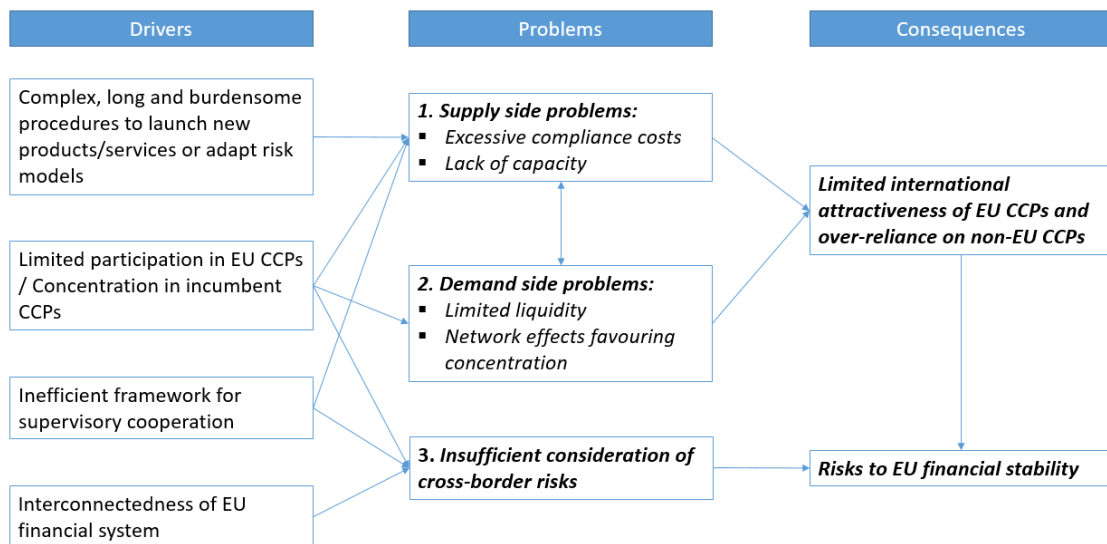 Drivers
Complex, long and burdensome
procedures to launch new
products/services or adapt risk
models
Limited participation in EU CCPs
/ Concentration in incumbent
CCPs
Inefficient framework for
supervisory cooperation
Interconnectedness of EU
financial system
Problems
1. Supply side problems:
▪ Excessive compliance costs
▪ Lack of capacity
2. Demand side problems:
▪ Limited liquidity
▪ Network effects favouring
concentration
3. Insufficient consideration of
cross-border risks
Consequences
Limited international
attractiveness of EU CCPs and
over-reliance on non-EU CCPs
Risks to EU financial stability